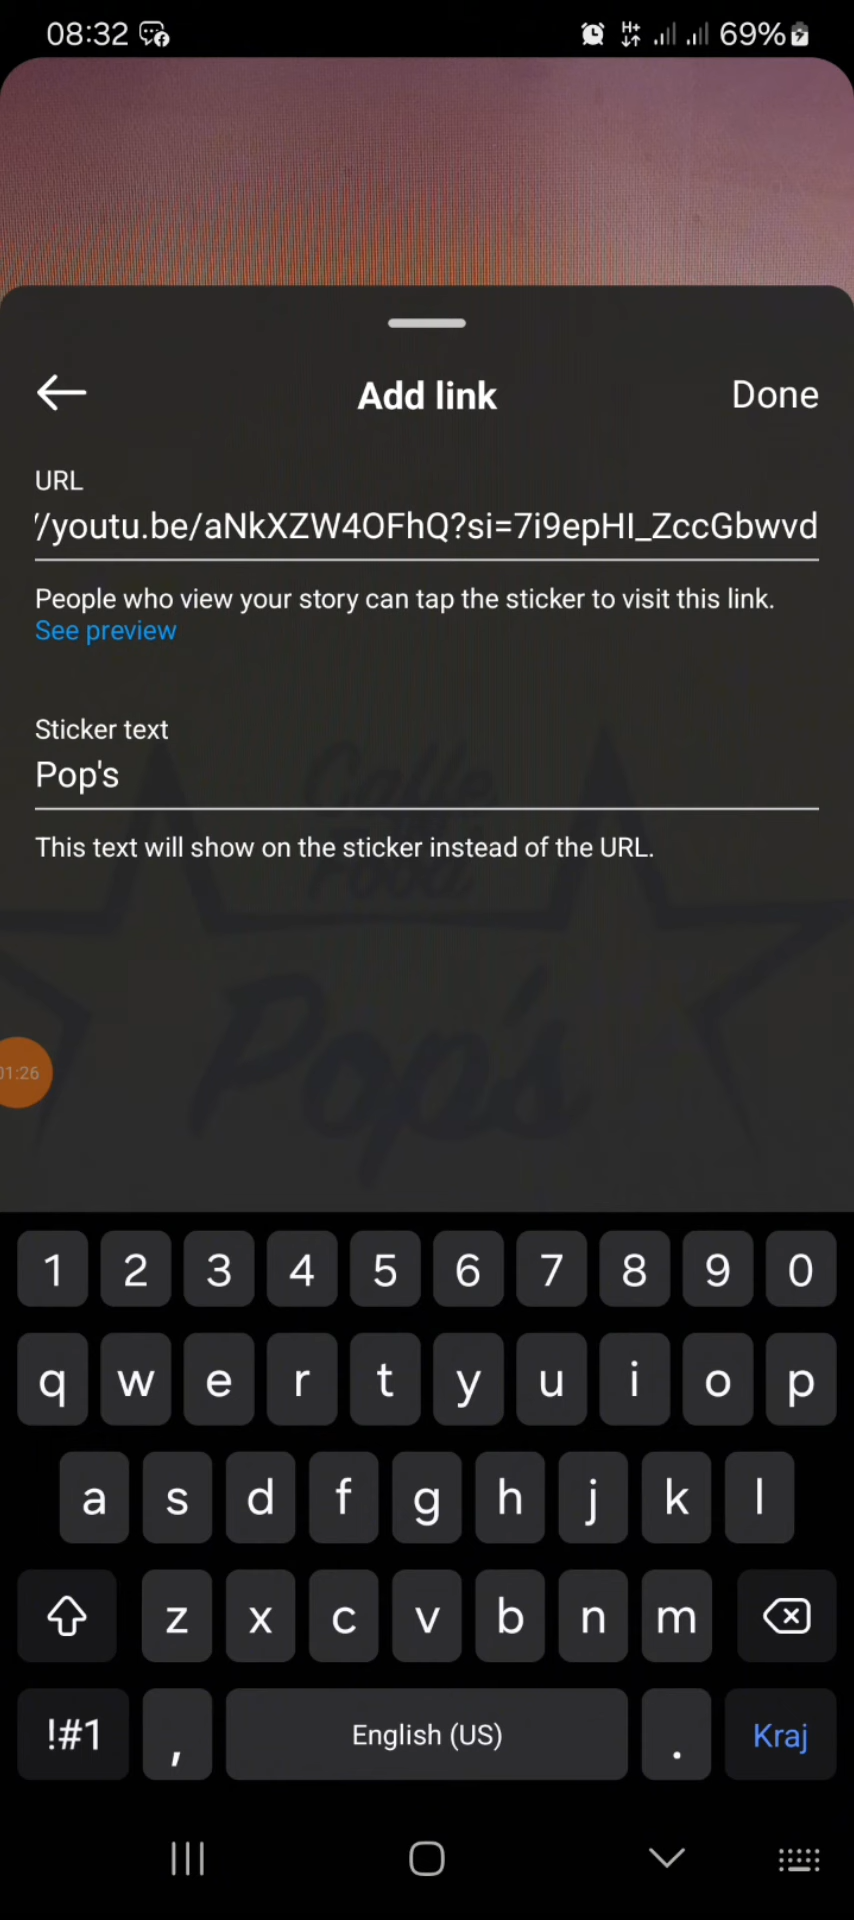 08:32
69%
Add link
Done
URL
//youtu.be/aNkXZW4OFhQ?si=7i9epHI_ZccGbwvd
People who view your story can tap the sticker to visit this link.
See preview
Sticker text
Pop's
This text will show on the sticker instead of the URL.
Caffe
Food
Pop's
01:26
1 2 3 4 5 6 7 8 9 0
q w e r t y u i o p
a s d f g h j k l
z x c v b n m
!#1 , English (US) . Kraj